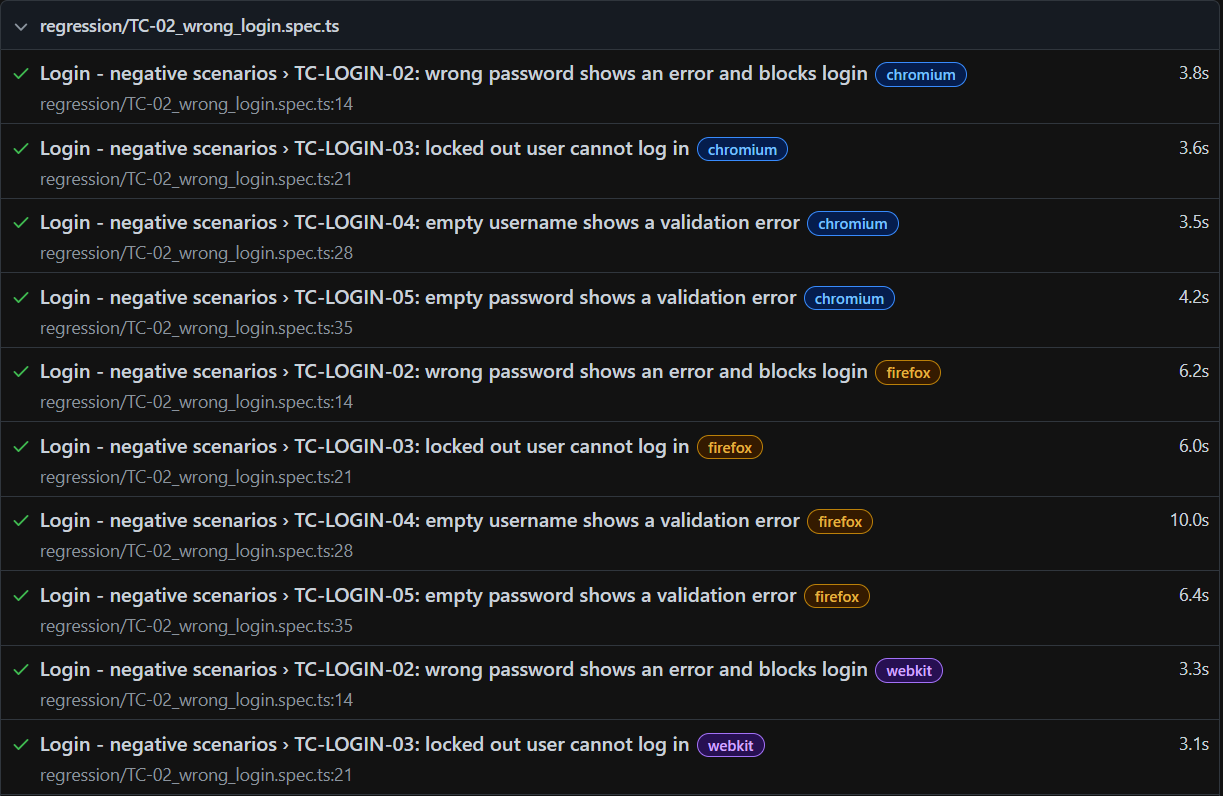 regression/TC-02_wrong_login.spec.ts
Login - negative scenarios › TC-LOGIN-02: wrong password shows an error and blocks login chromium 3.8s
regression/TC-02_wrong_login.spec.ts:14
Login - negative scenarios › TC-LOGIN-03: locked out user cannot log in chromium 3.6s
regression/TC-02_wrong_login.spec.ts:21
Login - negative scenarios › TC-LOGIN-04: empty username shows a validation error chromium 3.5s
regression/TC-02_wrong_login.spec.ts:28
Login - negative scenarios › TC-LOGIN-05: empty password shows a validation error chromium 4.2s
regression/TC-02_wrong_login.spec.ts:35
Login - negative scenarios › TC-LOGIN-02: wrong password shows an error and blocks login firefox 6.2s
regression/TC-02_wrong_login.spec.ts:14
Login - negative scenarios › TC-LOGIN-03: locked out user cannot log in firefox 6.0s
regression/TC-02_wrong_login.spec.ts:21
Login - negative scenarios › TC-LOGIN-04: empty username shows a validation error firefox 10.0s
regression/TC-02_wrong_login.spec.ts:28
Login - negative scenarios › TC-LOGIN-05: empty password shows a validation error firefox 6.4s
regression/TC-02_wrong_login.spec.ts:35
Login - negative scenarios › TC-LOGIN-02: wrong password shows an error and blocks login webkit 3.3s
regression/TC-02_wrong_login.spec.ts:14
Login - negative scenarios › TC-LOGIN-03: locked out user cannot log in webkit 3.1s
regression/TC-02_wrong_login.spec.ts:21